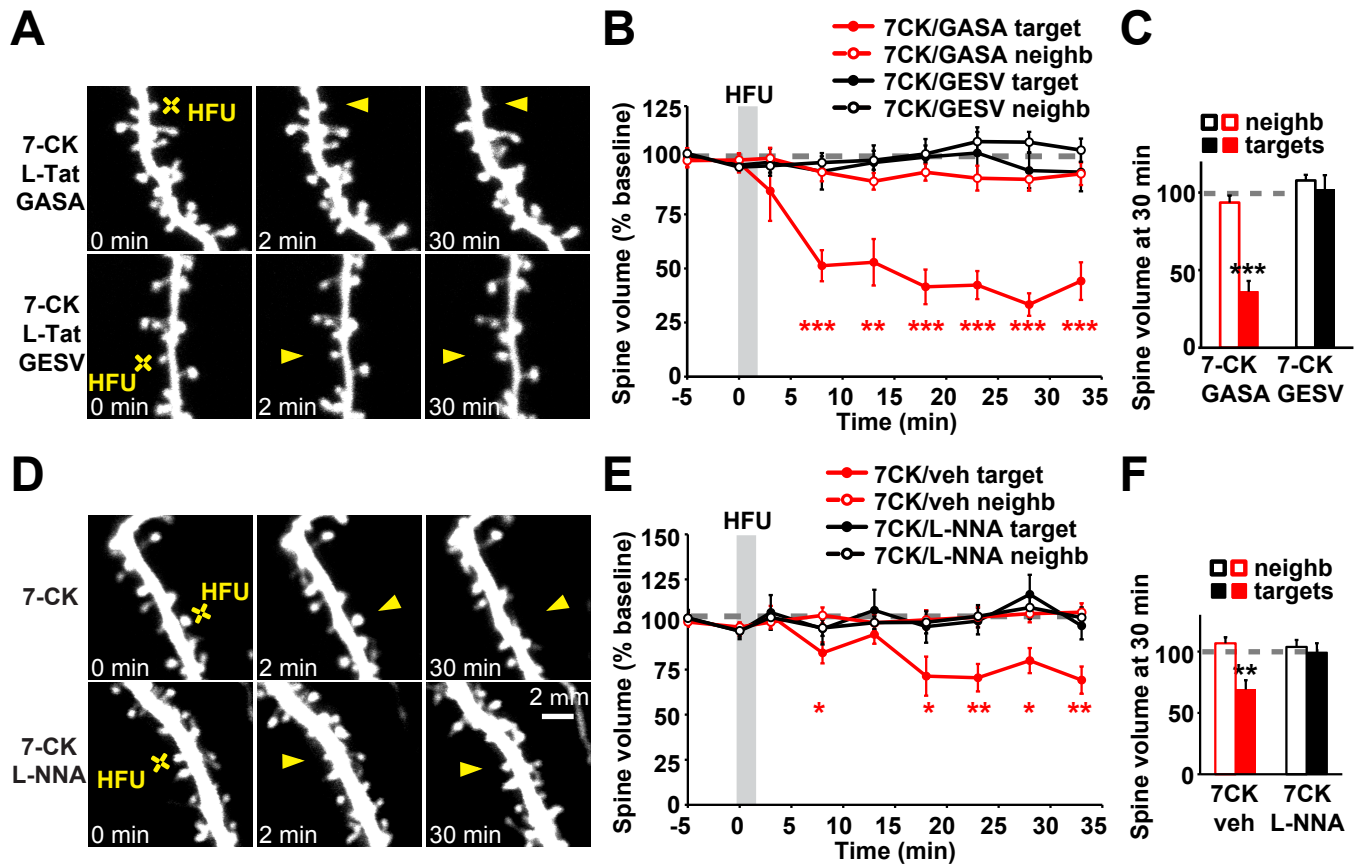 A
7-CK
L-Tat
GASA
HFU
0 min
2 min
30 min
7-CK
L-Tat
GESV
HFU
0 min
2 min
30 min
B
7CK/GASA target
7CK/GASA neighb
7CK/GESV target
7CK/GESV neighb
HFU
Spine volume (% baseline)
125
100
75
50
25
0
*** ** *** *** *** ***
-5 0 5 10 15 20 25 30 35
Time (min)
C
neighb
targets
Spine volume at 30 min
100
50
0
***
7-CK 7-CK
GASA GESV
D
7-CK
HFU
0 min
2 min
30 min
7-CK
L-NNA
HFU
0 min
2 min
30 min
2 mm
E
7CK/veh target
7CK/veh neighb
7CK/L-NNA target
7CK/L-NNA neighb
HFU
Spine volume (% baseline)
150
125
100
75
50
25
0
* * ** * **
-5 0 5 10 15 20 25 30 35
Time (min)
F
neighb
targets
Spine volume at 30 min
100
50
0
**
7CK 7CK
veh L-NNA